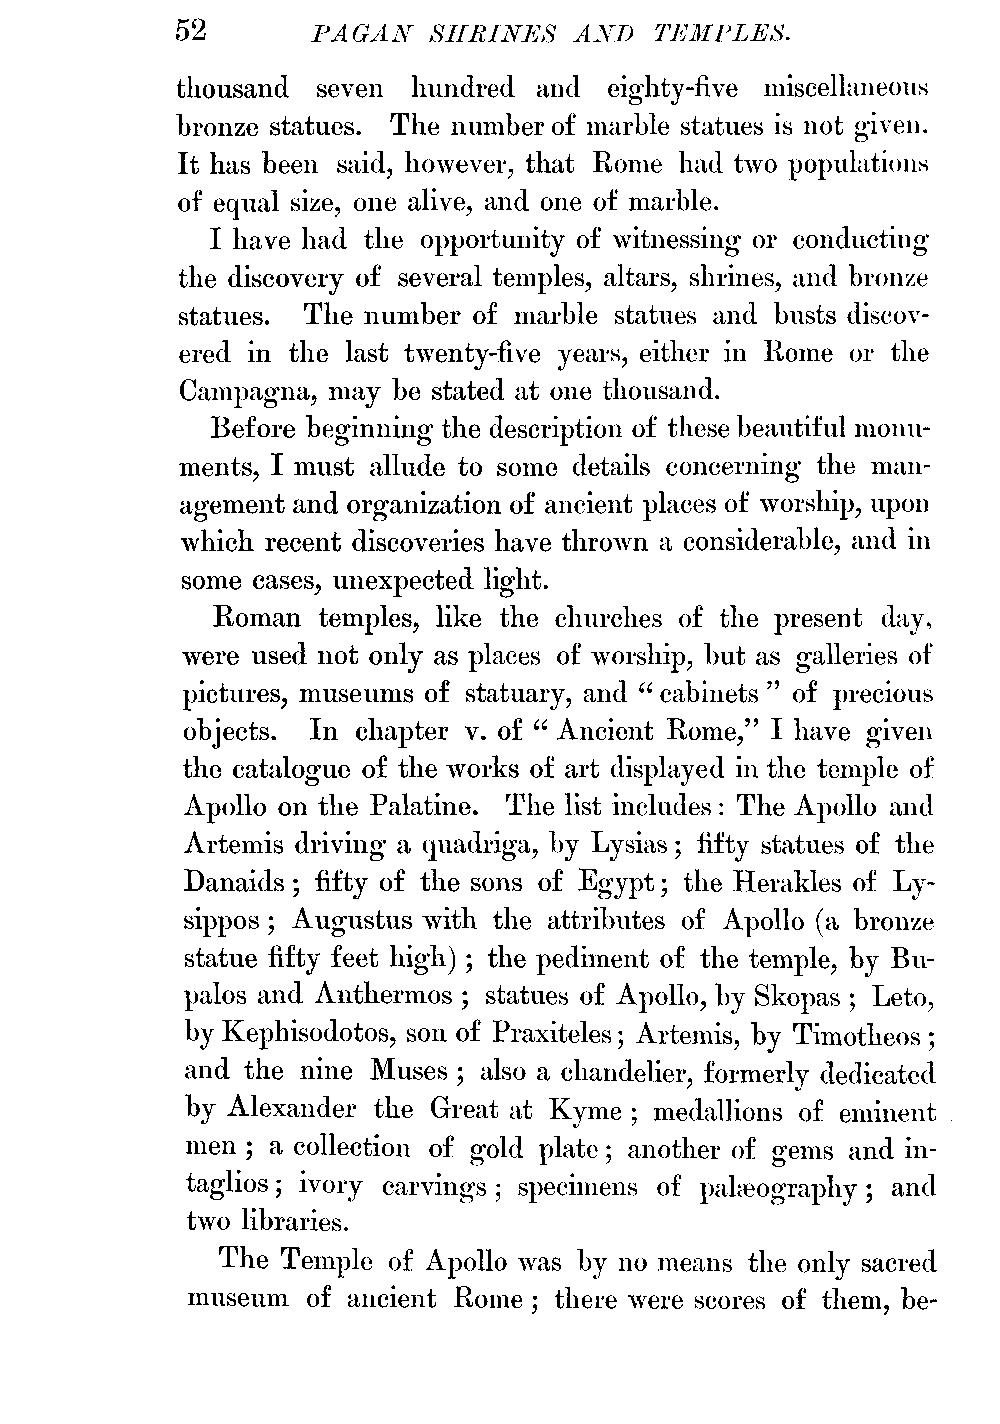 52 PAGAN SHRINES AND TEMPLES.
thousand seven hundred and eighty-five miscellaneous
bronze statues. The number of marble statues is not given.
It has been said, however, that Rome had two populations
of equal size, one alive, and one of marble.
I have had the opportunity of witnessing or conducting
the discovery of several temples, altars, shrines, and bronze
statues. The number of marble statues and busts discov-
ered in the last twenty-five years, either in Rome or the
Campagna, may be stated at one thousand.
Before beginning the description of these beautiful monu-
ments, I must allude to some details concerning the man-
agement and organization of ancient places of worship, upon
which recent discoveries have thrown a considerable, and in
some cases, unexpected light.
Roman temples, like the churches of the present day,
were used not only as places of worship, but as galleries of
pictures, museums of statuary, and “ cabinets ” of precious
objects. In chapter v. of “ Ancient Rome,” I have given
the catalogue of the works of art displayed in the temple of
Apollo on the Palatine. The list includes : The Apollo and
Artemis driving a quadriga, by Lysias ; fifty statues of the
Danaids ; fifty of the sons of Egypt ; the Herakles of Ly-
sippos ; Augustus with the attributes of Apollo (a bronze
statue fifty feet high) ; the pediment of the temple, by Bu-
palos and Anthermos ; statues of Apollo, by Skopas ; Leto,
by Kephisodotos, son of Praxiteles ; Artemis, by Timotheos ;
and the nine Muses ; also a chandelier, formerly dedicated
by Alexander the Great at Kyme ; medallions of eminent
men ; a collection of gold plate ; another of gems and in-
taglios ; ivory carvings ; specimens of palæography ; and
two libraries.
The Temple of Apollo was by no means the only sacred
museum of ancient Rome ; there were scores of them, be-